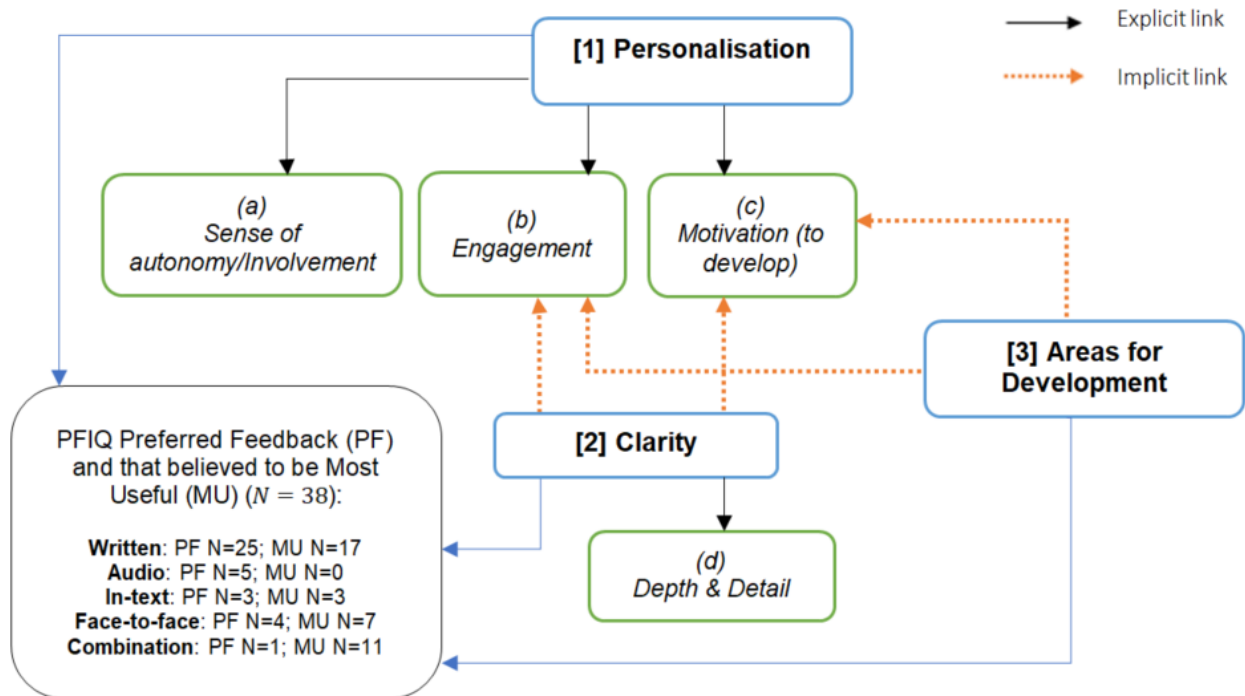 Explicit link
Implicit link
[1] Personalisation
(a)
Sense of
autonomy/Involvement
(b)
Engagement
(c)
Motivation (to
develop)
[3] Areas for
Development
[2] Clarity
(d)
Depth & Detail
PFIQ Preferred Feedback (PF)
and that believed to be Most
Useful (MU) (N = 38):
Written: PF N=25; MU N=17
Audio: PF N=5; MU N=0
In-text: PF N=3; MU N=3
Face-to-face: PF N=4; MU N=7
Combination: PF N=1; MU N=11